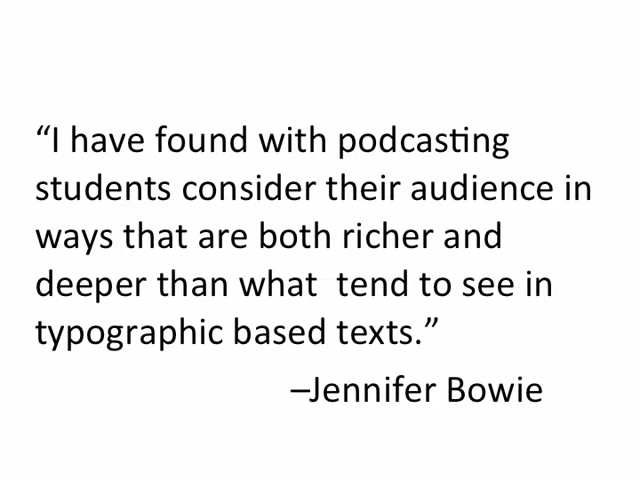 “I have found with podcasting
students consider their audience in
ways that are both richer and
deeper than what  tend to see in
typographic based texts.”
–Jennifer Bowie